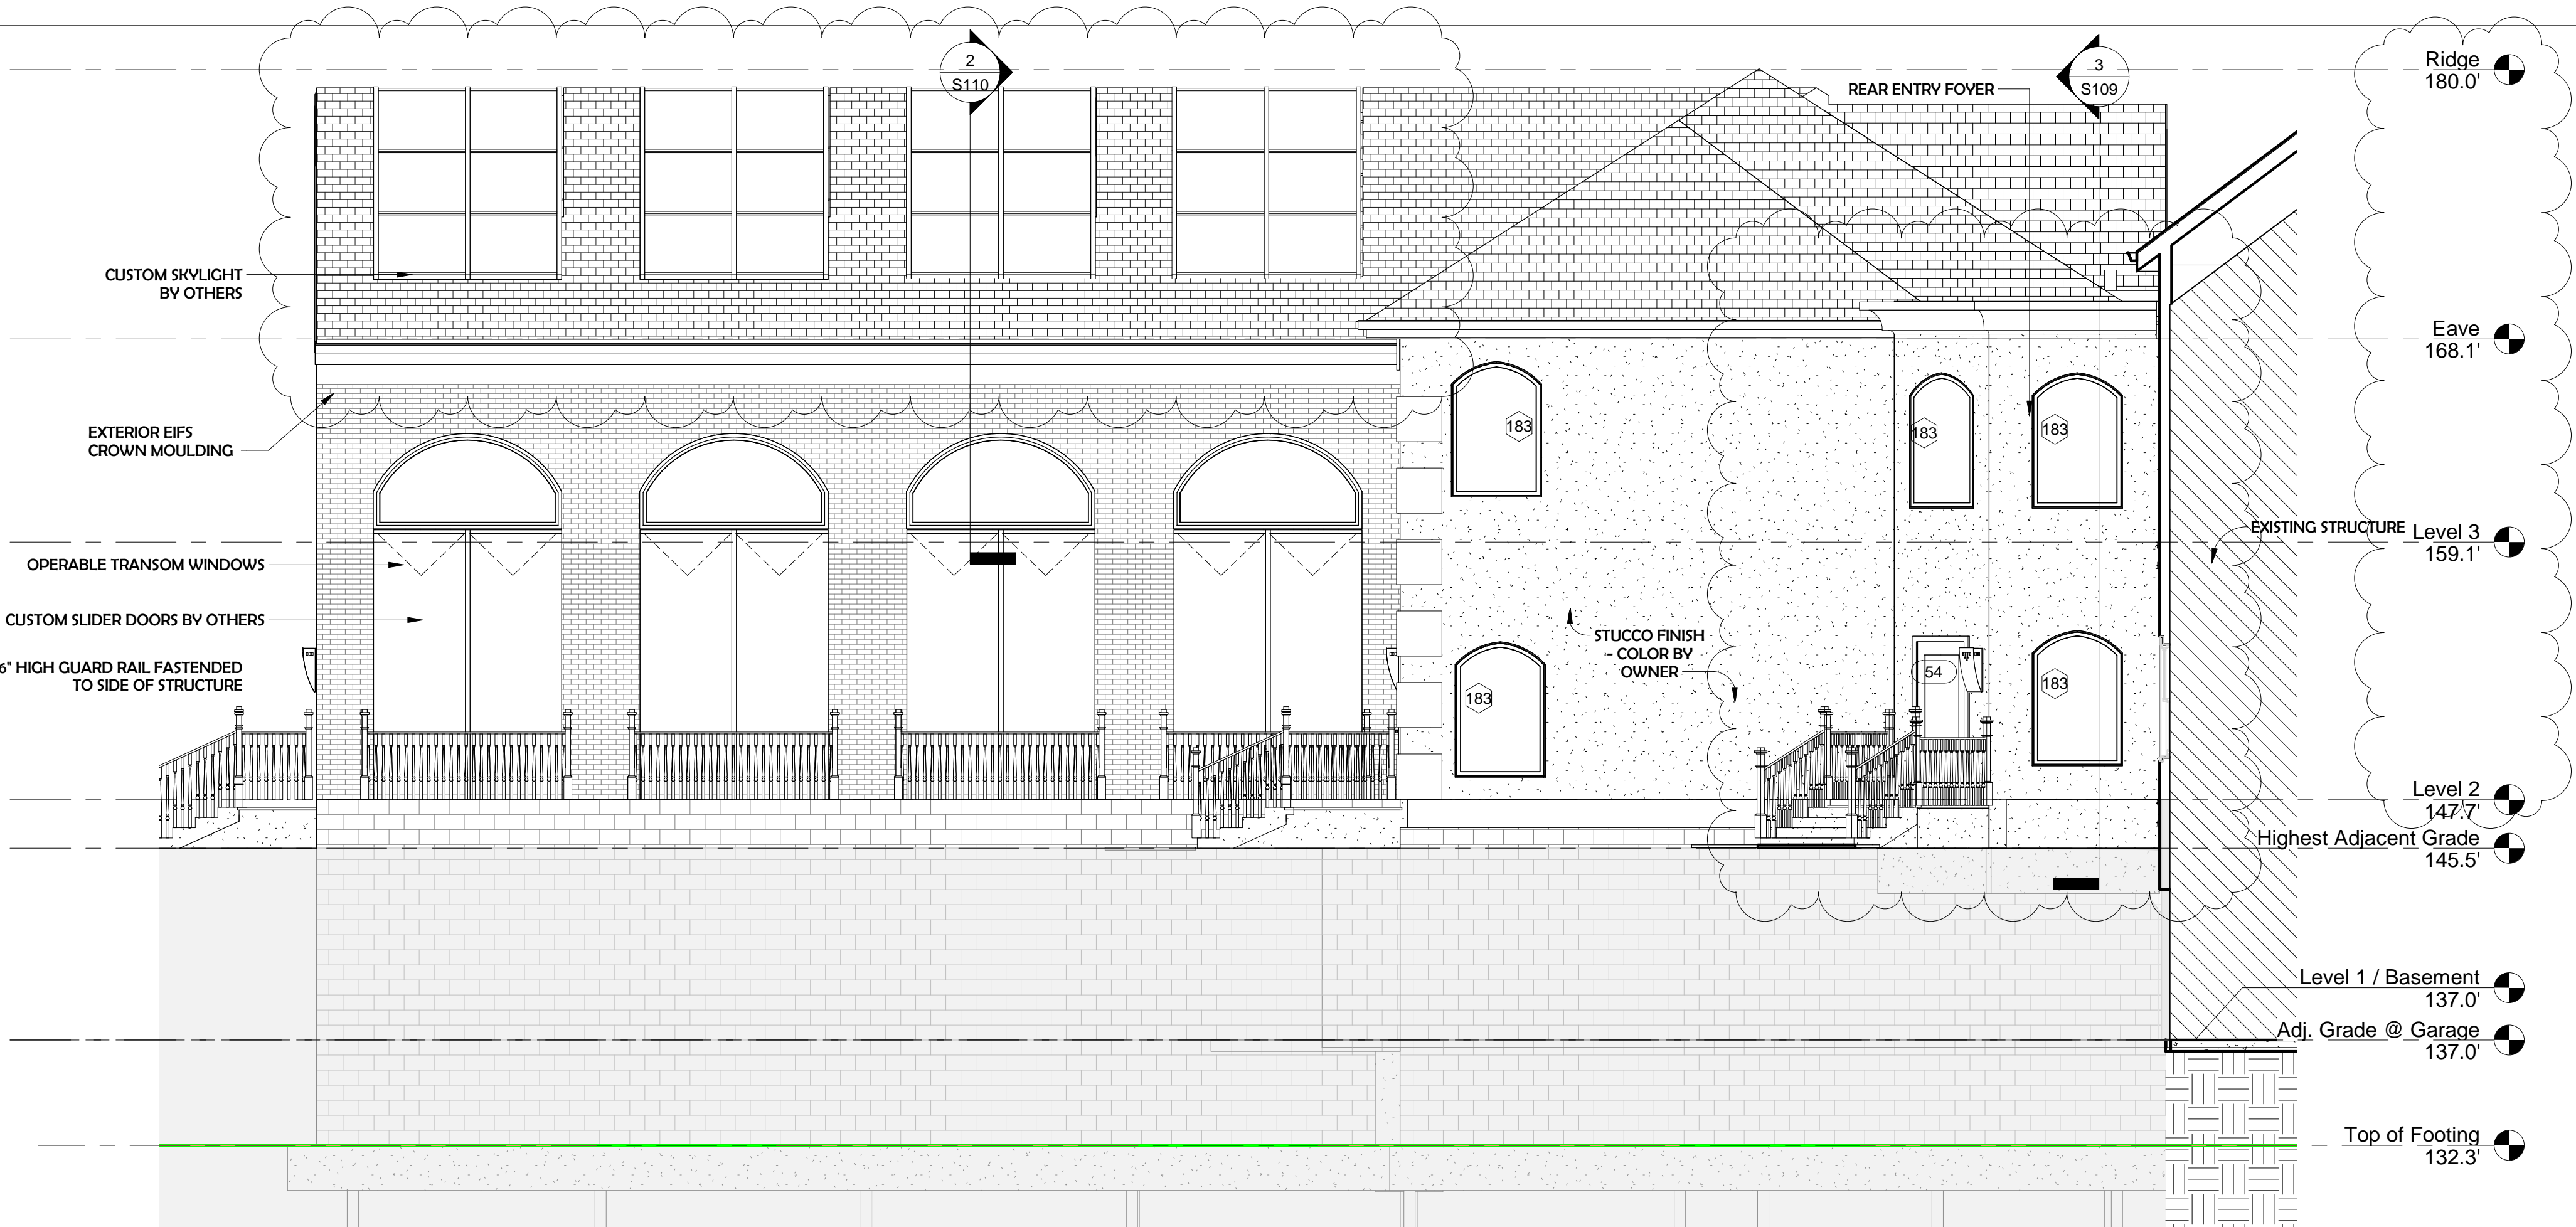 2
S110
3
S109
REAR ENTRY FOYER
Ridge
180.0'
CUSTOM SKYLIGHT
BY OTHERS
Eave
168.1'
EXTERIOR EIFS
CROWN MOULDING
183
183
183
EXISTING STRUCTURE
Level 3
159.1'
OPERABLE TRANSOM WINDOWS
CUSTOM SLIDER DOORS BY OTHERS
STUCCO FINISH
- COLOR BY
OWNER
6" HIGH GUARD RAIL FASTENDED
TO SIDE OF STRUCTURE
183
54
183
Level 2
147.7'
Highest Adjacent Grade
145.5'
Level 1 / Basement
137.0'
Adj. Grade @ Garage
137.0'
Top of Footing
132.3'